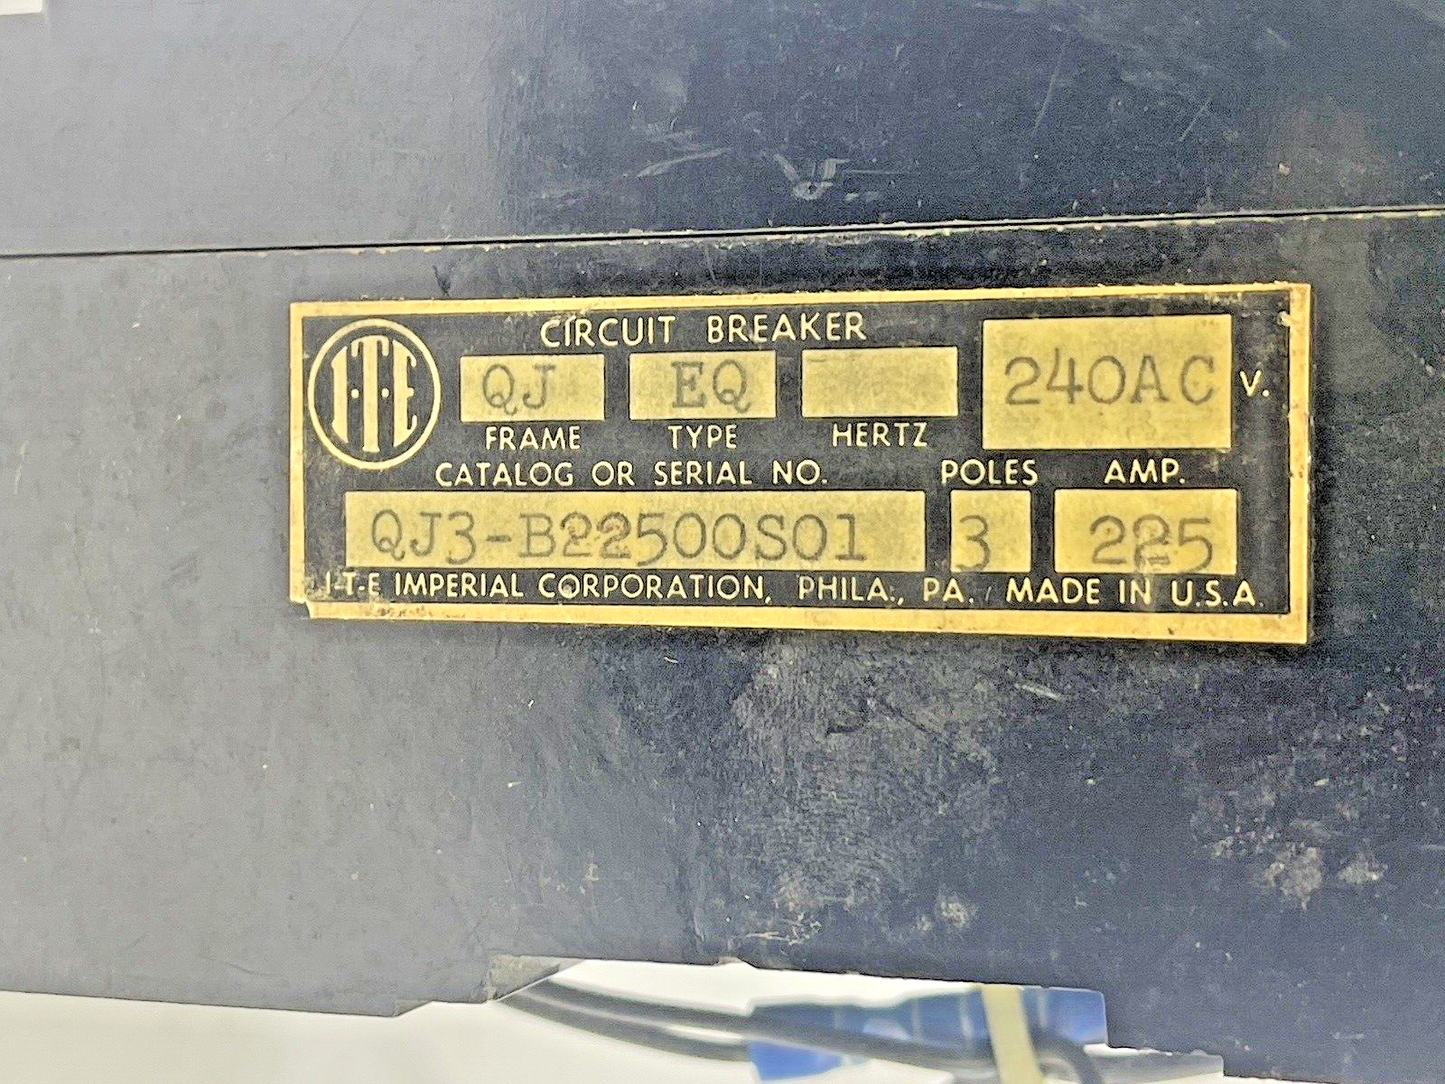 CIRCUIT BREAKER
I·T·E QJ EQ 240AC V.
FRAME TYPE HERTZ
CATALOG OR SERIAL NO. POLES AMP.
QJ3-B22500S01 3 225
I-T-E IMPERIAL CORPORATION, PHILA., PA. MADE IN U.S.A.